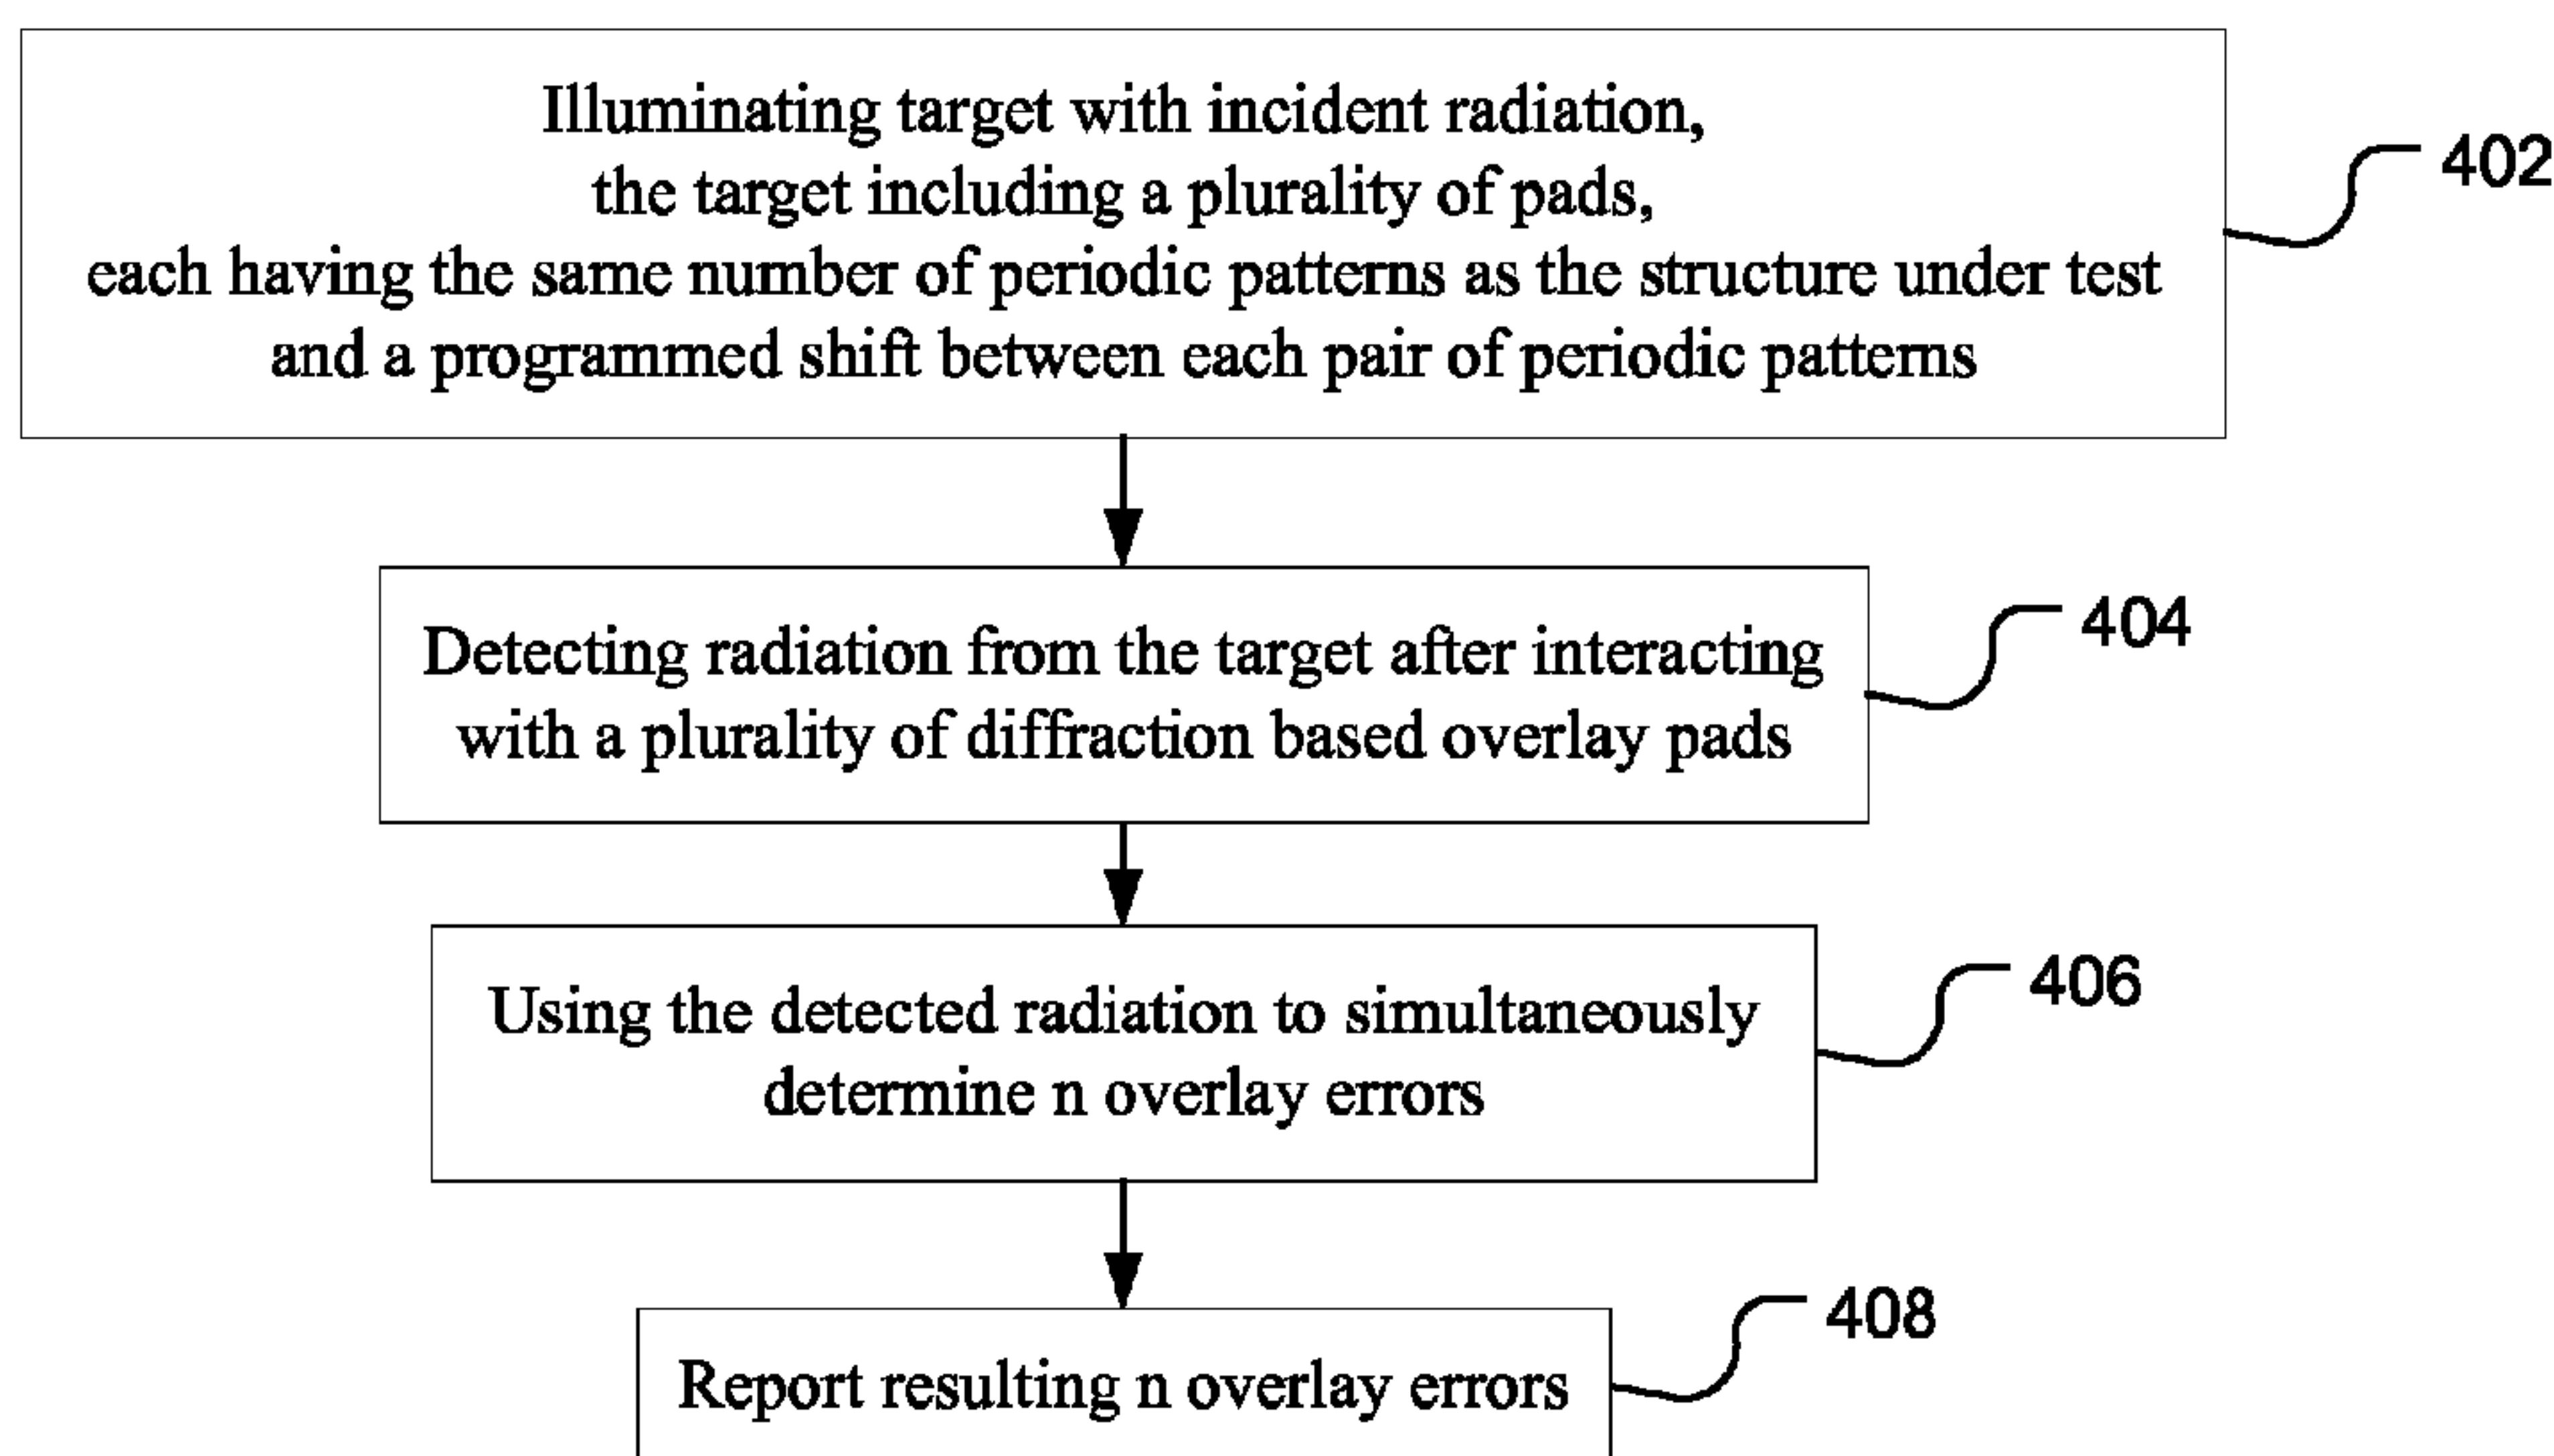 Illuminating target with incident radiation,
the target including a plurality of pads,
each having the same number of periodic patterns as the structure under test
and a programmed shift between each pair of periodic patterns
402
Detecting radiation from the target after interacting
with a plurality of diffraction based overlay pads
404
Using the detected radiation to simultaneously
determine n overlay errors
406
Report resulting n overlay errors
408